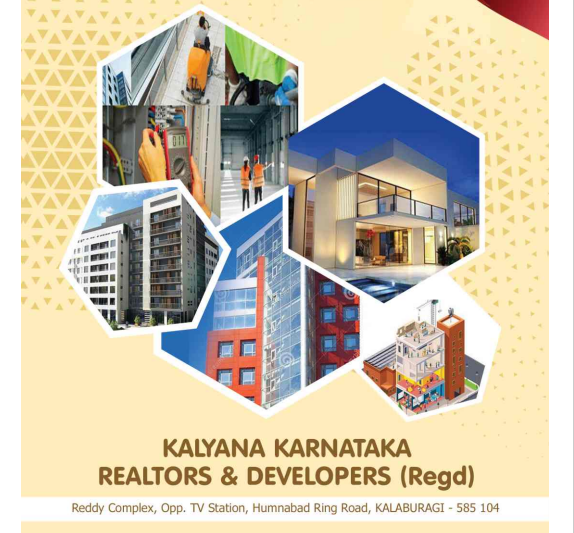 KALYANA KARNATAKA
REALTORS & DEVELOPERS (Regd)
Reddy Complex, Opp. TV Station, Humnabad Ring Road, KALABURAGI - 585 104